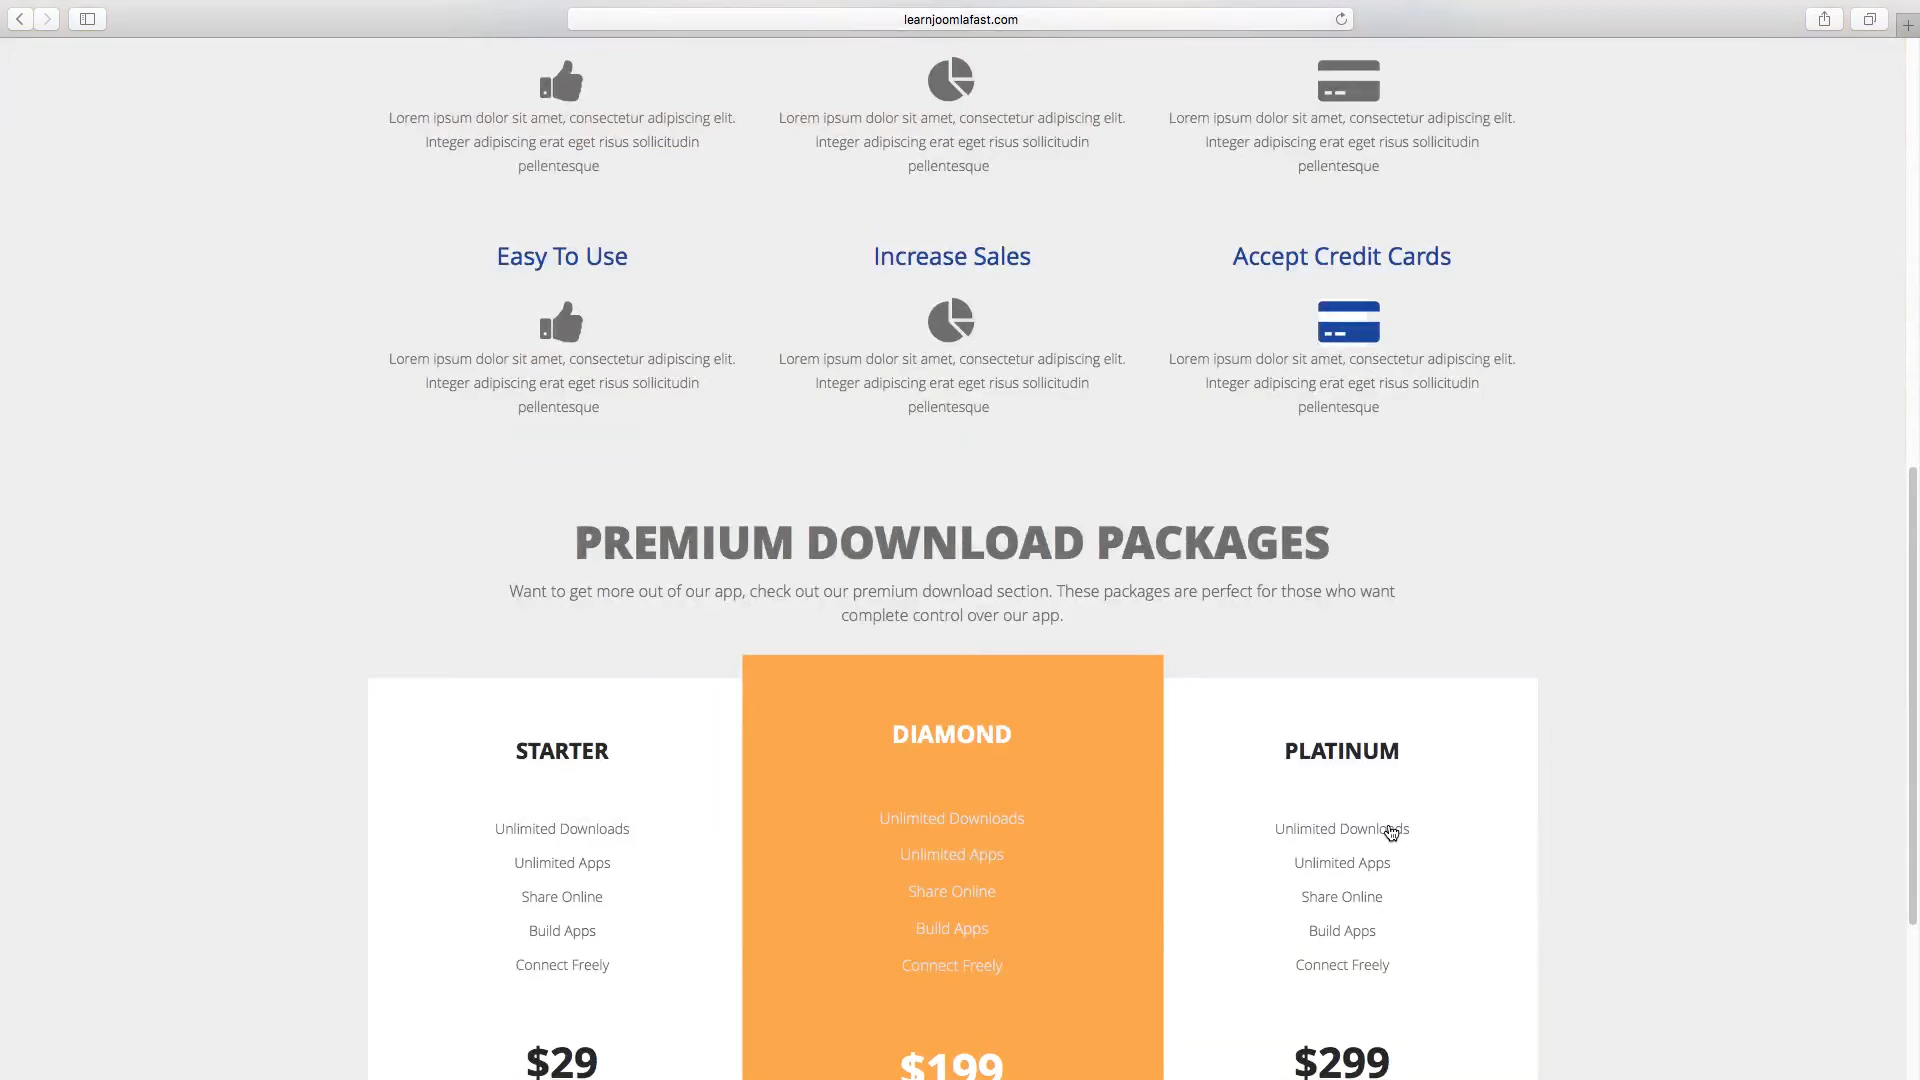 learnjoomlafast.com
Lorem ipsum dolor sit amet, consectetur adipiscing elit.
Integer adipiscing erat eget risus sollicitudin
pellentesque
Lorem ipsum dolor sit amet, consectetur adipiscing elit.
Integer adipiscing erat eget risus sollicitudin
pellentesque
Lorem ipsum dolor sit amet, consectetur adipiscing elit.
Integer adipiscing erat eget risus sollicitudin
pellentesque
Easy To Use
Lorem ipsum dolor sit amet, consectetur adipiscing elit.
Integer adipiscing erat eget risus sollicitudin
pellentesque
Increase Sales
Lorem ipsum dolor sit amet, consectetur adipiscing elit.
Integer adipiscing erat eget risus sollicitudin
pellentesque
Accept Credit Cards
Lorem ipsum dolor sit amet, consectetur adipiscing elit.
Integer adipiscing erat eget risus sollicitudin
pellentesque
PREMIUM DOWNLOAD PACKAGES
Want to get more out of our app, check out our premium download section. These packages are perfect for those who want
complete control over our app.
STARTER
Unlimited Downloads
Unlimited Apps
Share Online
Build Apps
Connect Freely
$29
DIAMOND
Unlimited Downloads
Unlimited Apps
Share Online
Build Apps
Connect Freely
$199
PLATINUM
Unlimited Downloads
Unlimited Apps
Share Online
Build Apps
Connect Freely
$299